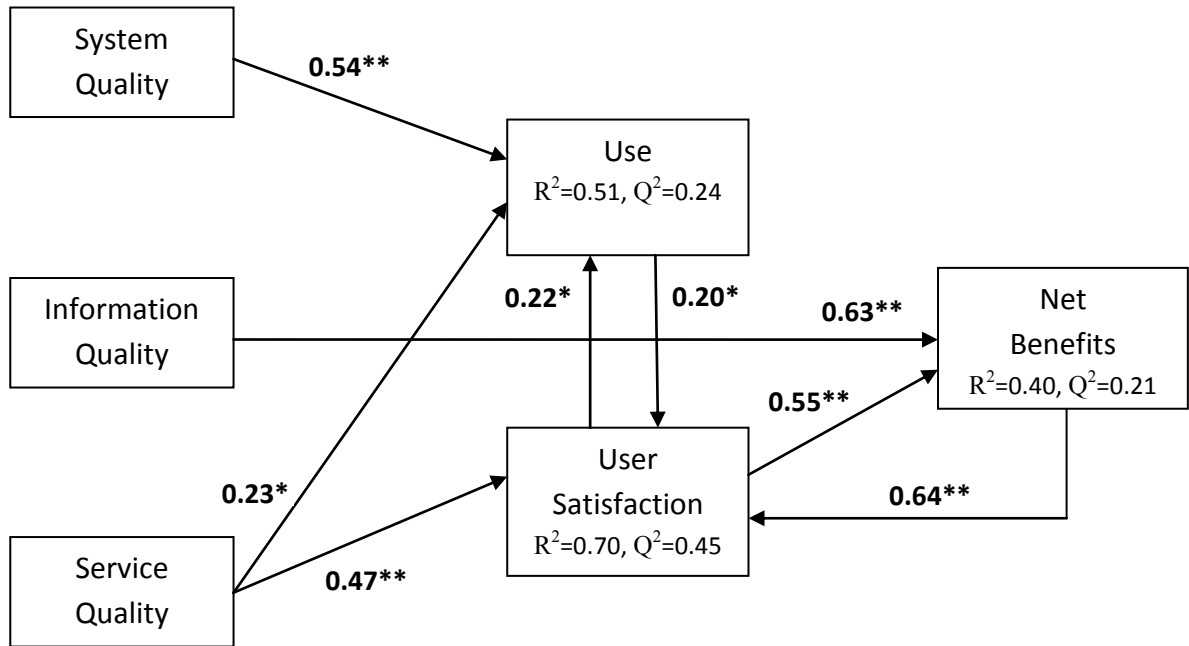 System
Quality
0.54**
Use
R²=0.51, Q²=0.24
Information
Quality
0.22*
0.20*
0.63**
Net
Benefits
R²=0.40, Q²=0.21
0.55**
User
Satisfaction
R²=0.70, Q²=0.45
0.23*
0.64**
Service
Quality
0.47**